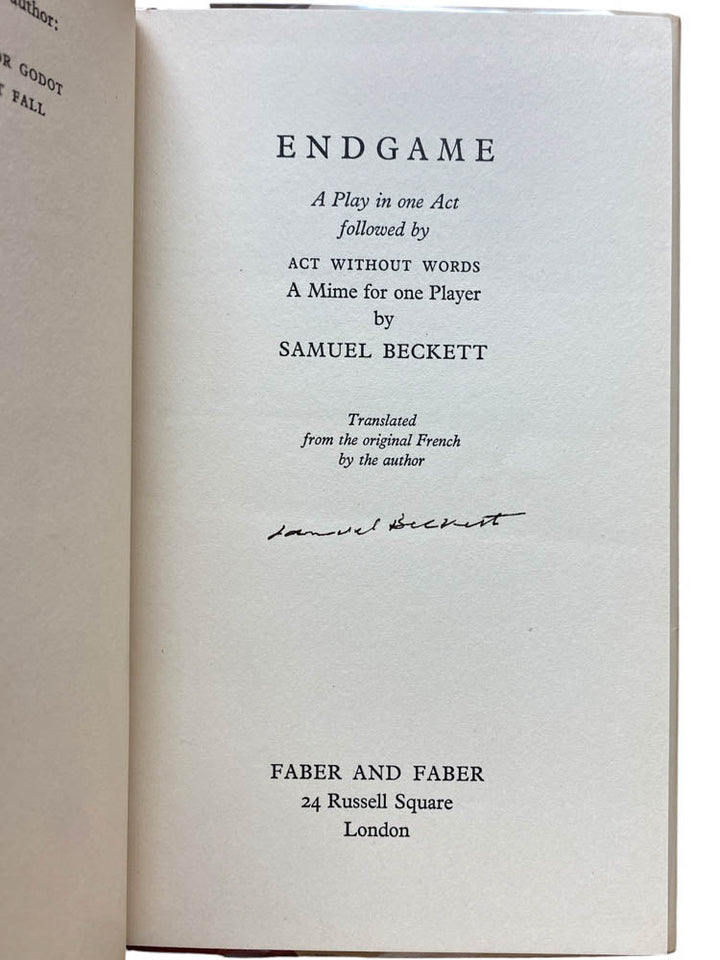 author:
OR GODOT
T FALL
ENDGAME
A Play in one Act
followed by
ACT WITHOUT WORDS
A Mime for one Player
by
SAMUEL BECKETT
Translated
from the original French
by the author
Samuel Beckett
FABER AND FABER
24 Russell Square
London